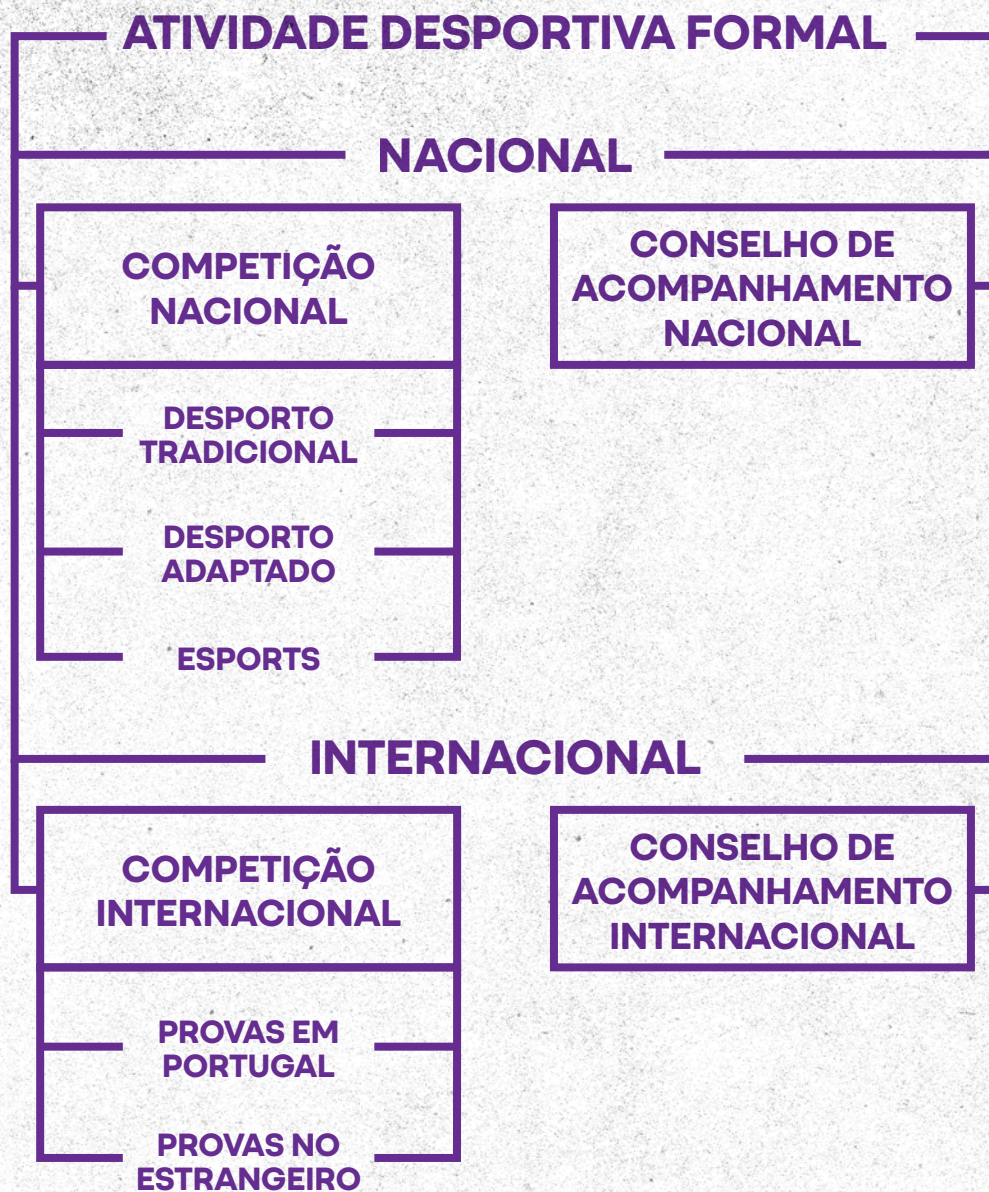 ATIVIDADE DESPORTIVA FORMAL
NACIONAL
COMPETIÇÃO
NACIONAL
CONSELHO DE
ACOMPANHAMENTO
NACIONAL
DESPORTO
TRADICIONAL
DESPORTO
ADAPTADO
ESPORTS
INTERNACIONAL
COMPETIÇÃO
INTERNACIONAL
CONSELHO DE
ACOMPANHAMENTO
INTERNACIONAL
PROVAS EM
PORTUGAL
PROVAS NO
ESTRANGEIRO